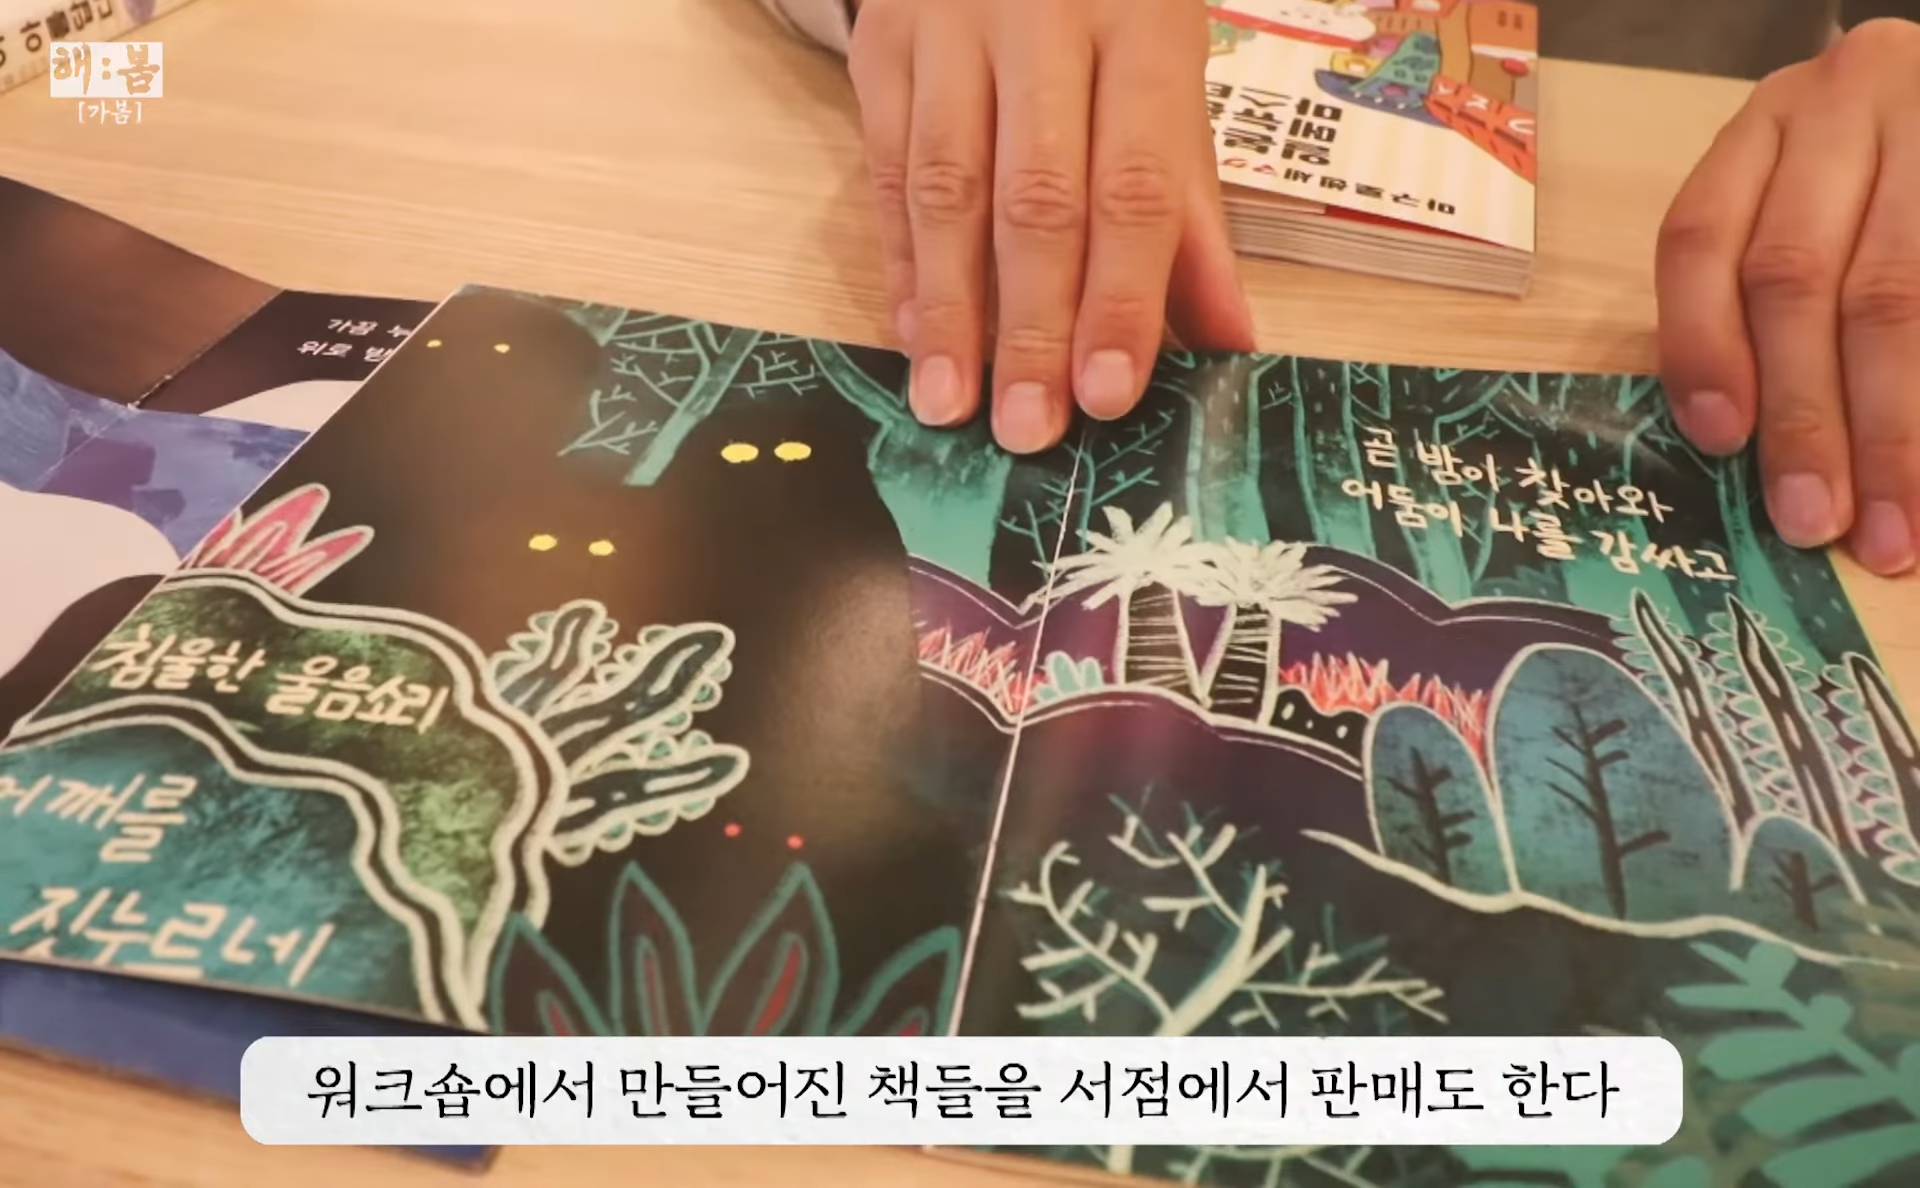 해:봄
[가봄]
가끔
위로
곧 밤이 찾아와
어둠이 나를 감싸고
침울한 울음소리
어깨를
짓누르네
워크숍에서 만들어진 책들을 서점에서 판매도 한다